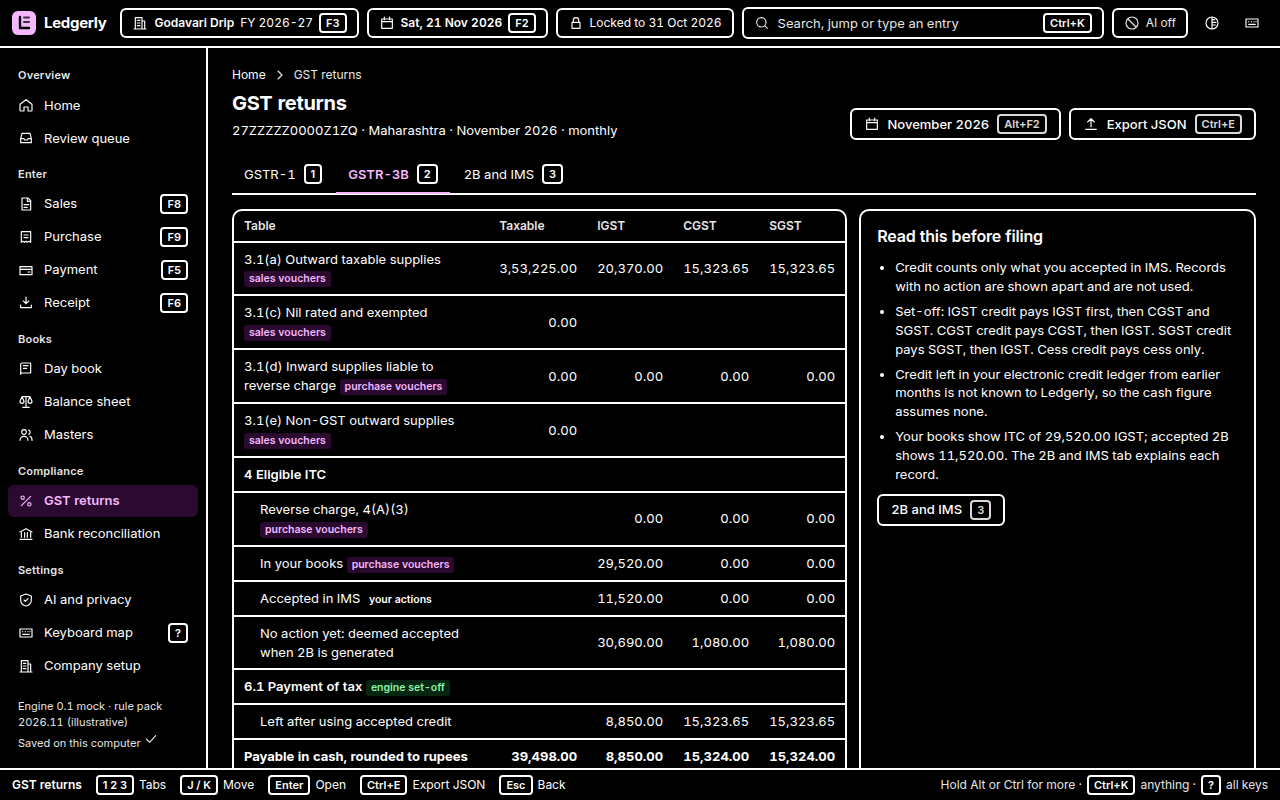 Ledgerly
Godavari Drip FY 2026-27 F3
Sat, 21 Nov 2026 F2
Locked to 31 Oct 2026
Search, jump or type an entry Ctrl+K
AI off
Overview
Home
Review queue
Enter
Sales F8
Purchase F9
Payment F5
Receipt F6
Books
Day book
Balance sheet
Masters
Compliance
GST returns
Bank reconciliation
Settings
AI and privacy
Keyboard map ?
Company setup
Engine 0.1 mock · rule pack
2026.11 (illustrative)
Saved on this computer
Home > GST returns
GST returns
27ZZZZZ0000Z1ZQ · Maharashtra · November 2026 · monthly
November 2026 Alt+F2
Export JSON Ctrl+E
GSTR-1 1 GSTR-3B 2 2B and IMS 3
Table Taxable IGST CGST SGST
3.1(a) Outward taxable supplies
sales vouchers
3,53,225.00 20,370.00 15,323.65 15,323.65
3.1(c) Nil rated and exempted
sales vouchers
0.00
3.1(d) Inward supplies liable to
reverse charge purchase vouchers
0.00 0.00 0.00 0.00
3.1(e) Non-GST outward supplies
sales vouchers
0.00
4 Eligible ITC
Reverse charge, 4(A)(3)
purchase vouchers
0.00 0.00 0.00
In your books purchase vouchers 29,520.00 0.00 0.00
Accepted in IMS your actions 11,520.00 0.00 0.00
No action yet: deemed accepted
when 2B is generated
30,690.00 1,080.00 1,080.00
6.1 Payment of tax engine set-off
Left after using accepted credit 8,850.00 15,323.65 15,323.65
Payable in cash, rounded to rupees 39,498.00 8,850.00 15,324.00 15,324.00
Read this before filing
• Credit counts only what you accepted in IMS. Records
with no action are shown apart and are not used.
• Set-off: IGST credit pays IGST first, then CGST and
SGST. CGST credit pays CGST, then IGST. SGST credit
pays SGST, then IGST. Cess credit pays cess only.
• Credit left in your electronic credit ledger from earlier
months is not known to Ledgerly, so the cash figure
assumes none.
• Your books show ITC of 29,520.00 IGST; accepted 2B
shows 11,520.00. The 2B and IMS tab explains each
record.
2B and IMS 3
GST returns 1 2 3 Tabs J / K Move Enter Open Ctrl+E Export JSON Esc Back
Hold Alt or Ctrl for more · Ctrl+K anything · ? all keys